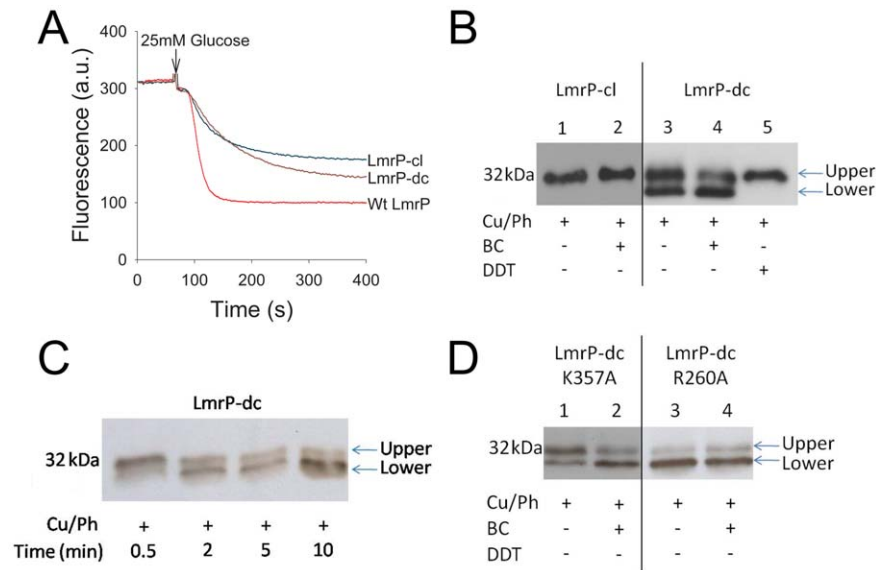 A
25mM Glucose
Fluorescence (a.u.)
400
300
200
100
0
LmrP-cl
LmrP-dc
Wt LmrP
0 100 200 300 400
Time (s)
B
LmrP-cl LmrP-dc
1 2 3 4 5
32kDa Upper
Lower
Cu/Ph + + + + +
BC - + - + -
DDT - - - - +
C
LmrP-dc
32kDa Upper
Lower
Cu/Ph + + + +
Time (min) 0.5 2 5 10
D
LmrP-dc LmrP-dc
K357A R260A
1 2 3 4
32kDa Upper
Lower
Cu/Ph + + + +
BC - + - +
DDT - - - -